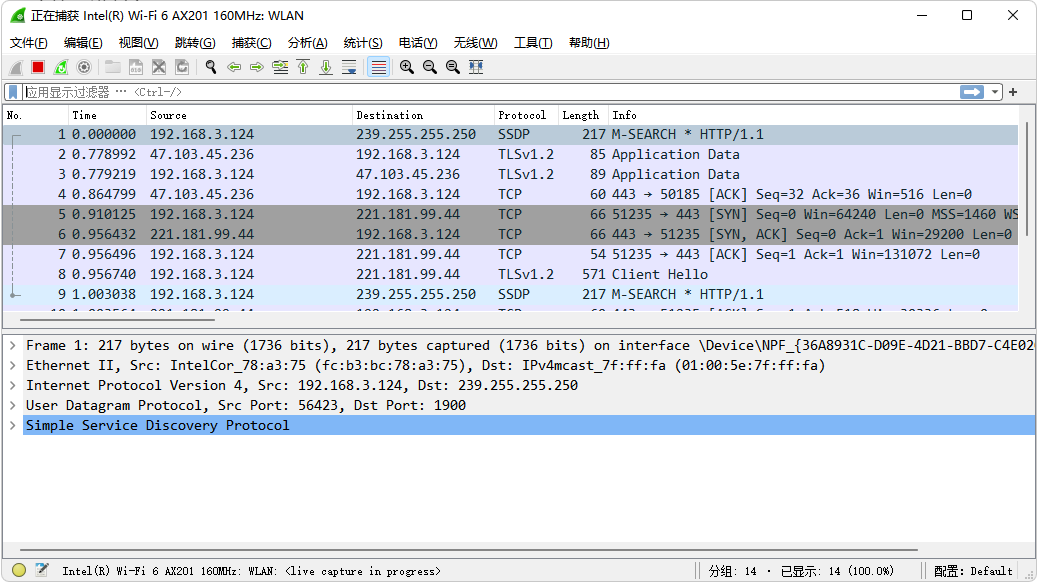 正在捕获 Intel(R) Wi-Fi 6 AX201 160MHz: WLAN
文件(F) 编辑(E) 视图(V) 跳转(G) 捕获(C) 分析(A) 统计(S) 电话(Y) 无线(W) 工具(T) 帮助(H)
应用显示过滤器 … <Ctrl-/>
No. Time Source Destination Protocol Length Info
1 0.000000 192.168.3.124 239.255.255.250 SSDP 217 M-SEARCH * HTTP/1.1
2 0.778992 47.103.45.236 192.168.3.124 TLSv1.2 85 Application Data
3 0.779219 192.168.3.124 47.103.45.236 TLSv1.2 89 Application Data
4 0.864799 47.103.45.236 192.168.3.124 TCP 60 443 → 50185 [ACK] Seq=32 Ack=36 Win=516 Len=0
5 0.910125 192.168.3.124 221.181.99.44 TCP 66 51235 → 443 [SYN] Seq=0 Win=64240 Len=0 MSS=1460 WS
6 0.956432 221.181.99.44 192.168.3.124 TCP 66 443 → 51235 [SYN, ACK] Seq=0 Ack=1 Win=29200 Len=0
7 0.956496 192.168.3.124 221.181.99.44 TCP 54 51235 → 443 [ACK] Seq=1 Ack=1 Win=131072 Len=0
8 0.956740 192.168.3.124 221.181.99.44 TLSv1.2 571 Client Hello
9 1.003038 192.168.3.124 239.255.255.250 SSDP 217 M-SEARCH * HTTP/1.1
Frame 1: 217 bytes on wire (1736 bits), 217 bytes captured (1736 bits) on interface \Device\NPF_{36A8931C-D09E-4D21-BBD7-C4E02
Ethernet II, Src: IntelCor_78:a3:75 (fc:b3:bc:78:a3:75), Dst: IPv4mcast_7f:ff:fa (01:00:5e:7f:ff:fa)
Internet Protocol Version 4, Src: 192.168.3.124, Dst: 239.255.255.250
User Datagram Protocol, Src Port: 56423, Dst Port: 1900
Simple Service Discovery Protocol
Intel(R) Wi-Fi 6 AX201 160MHz: WLAN: <live capture in progress> 分组: 14 · 已显示: 14 (100.0%) 配置: Default